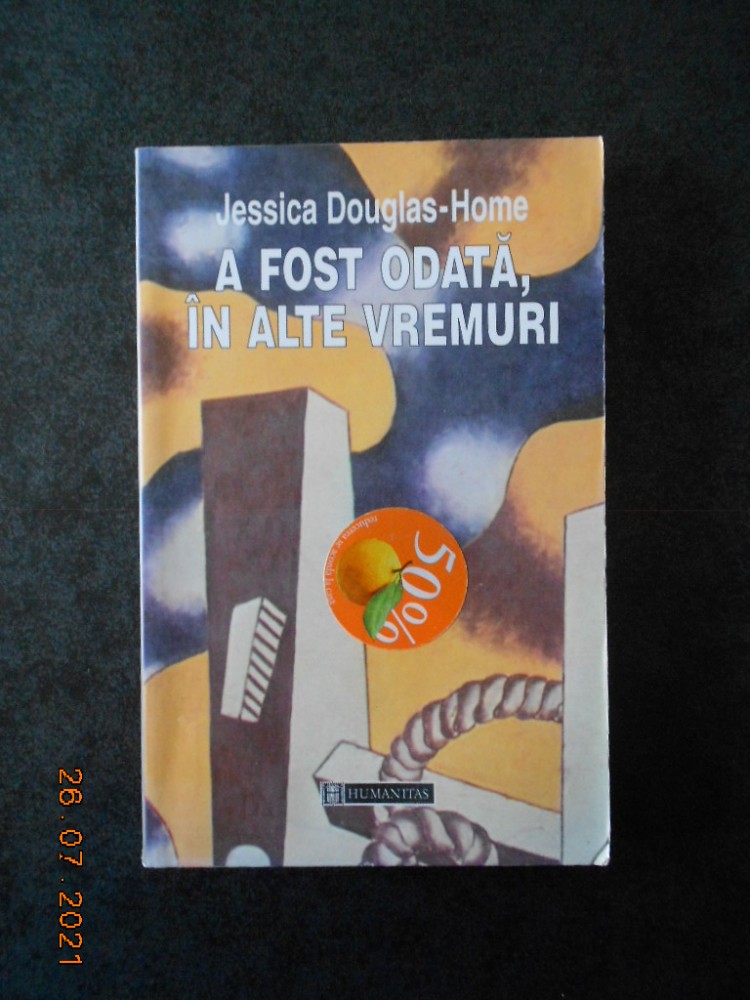 Jessica Douglas-Home
A FOST ODATĂ,
ÎN ALTE VREMURI
50%
HUMANITAS
26.07.2021